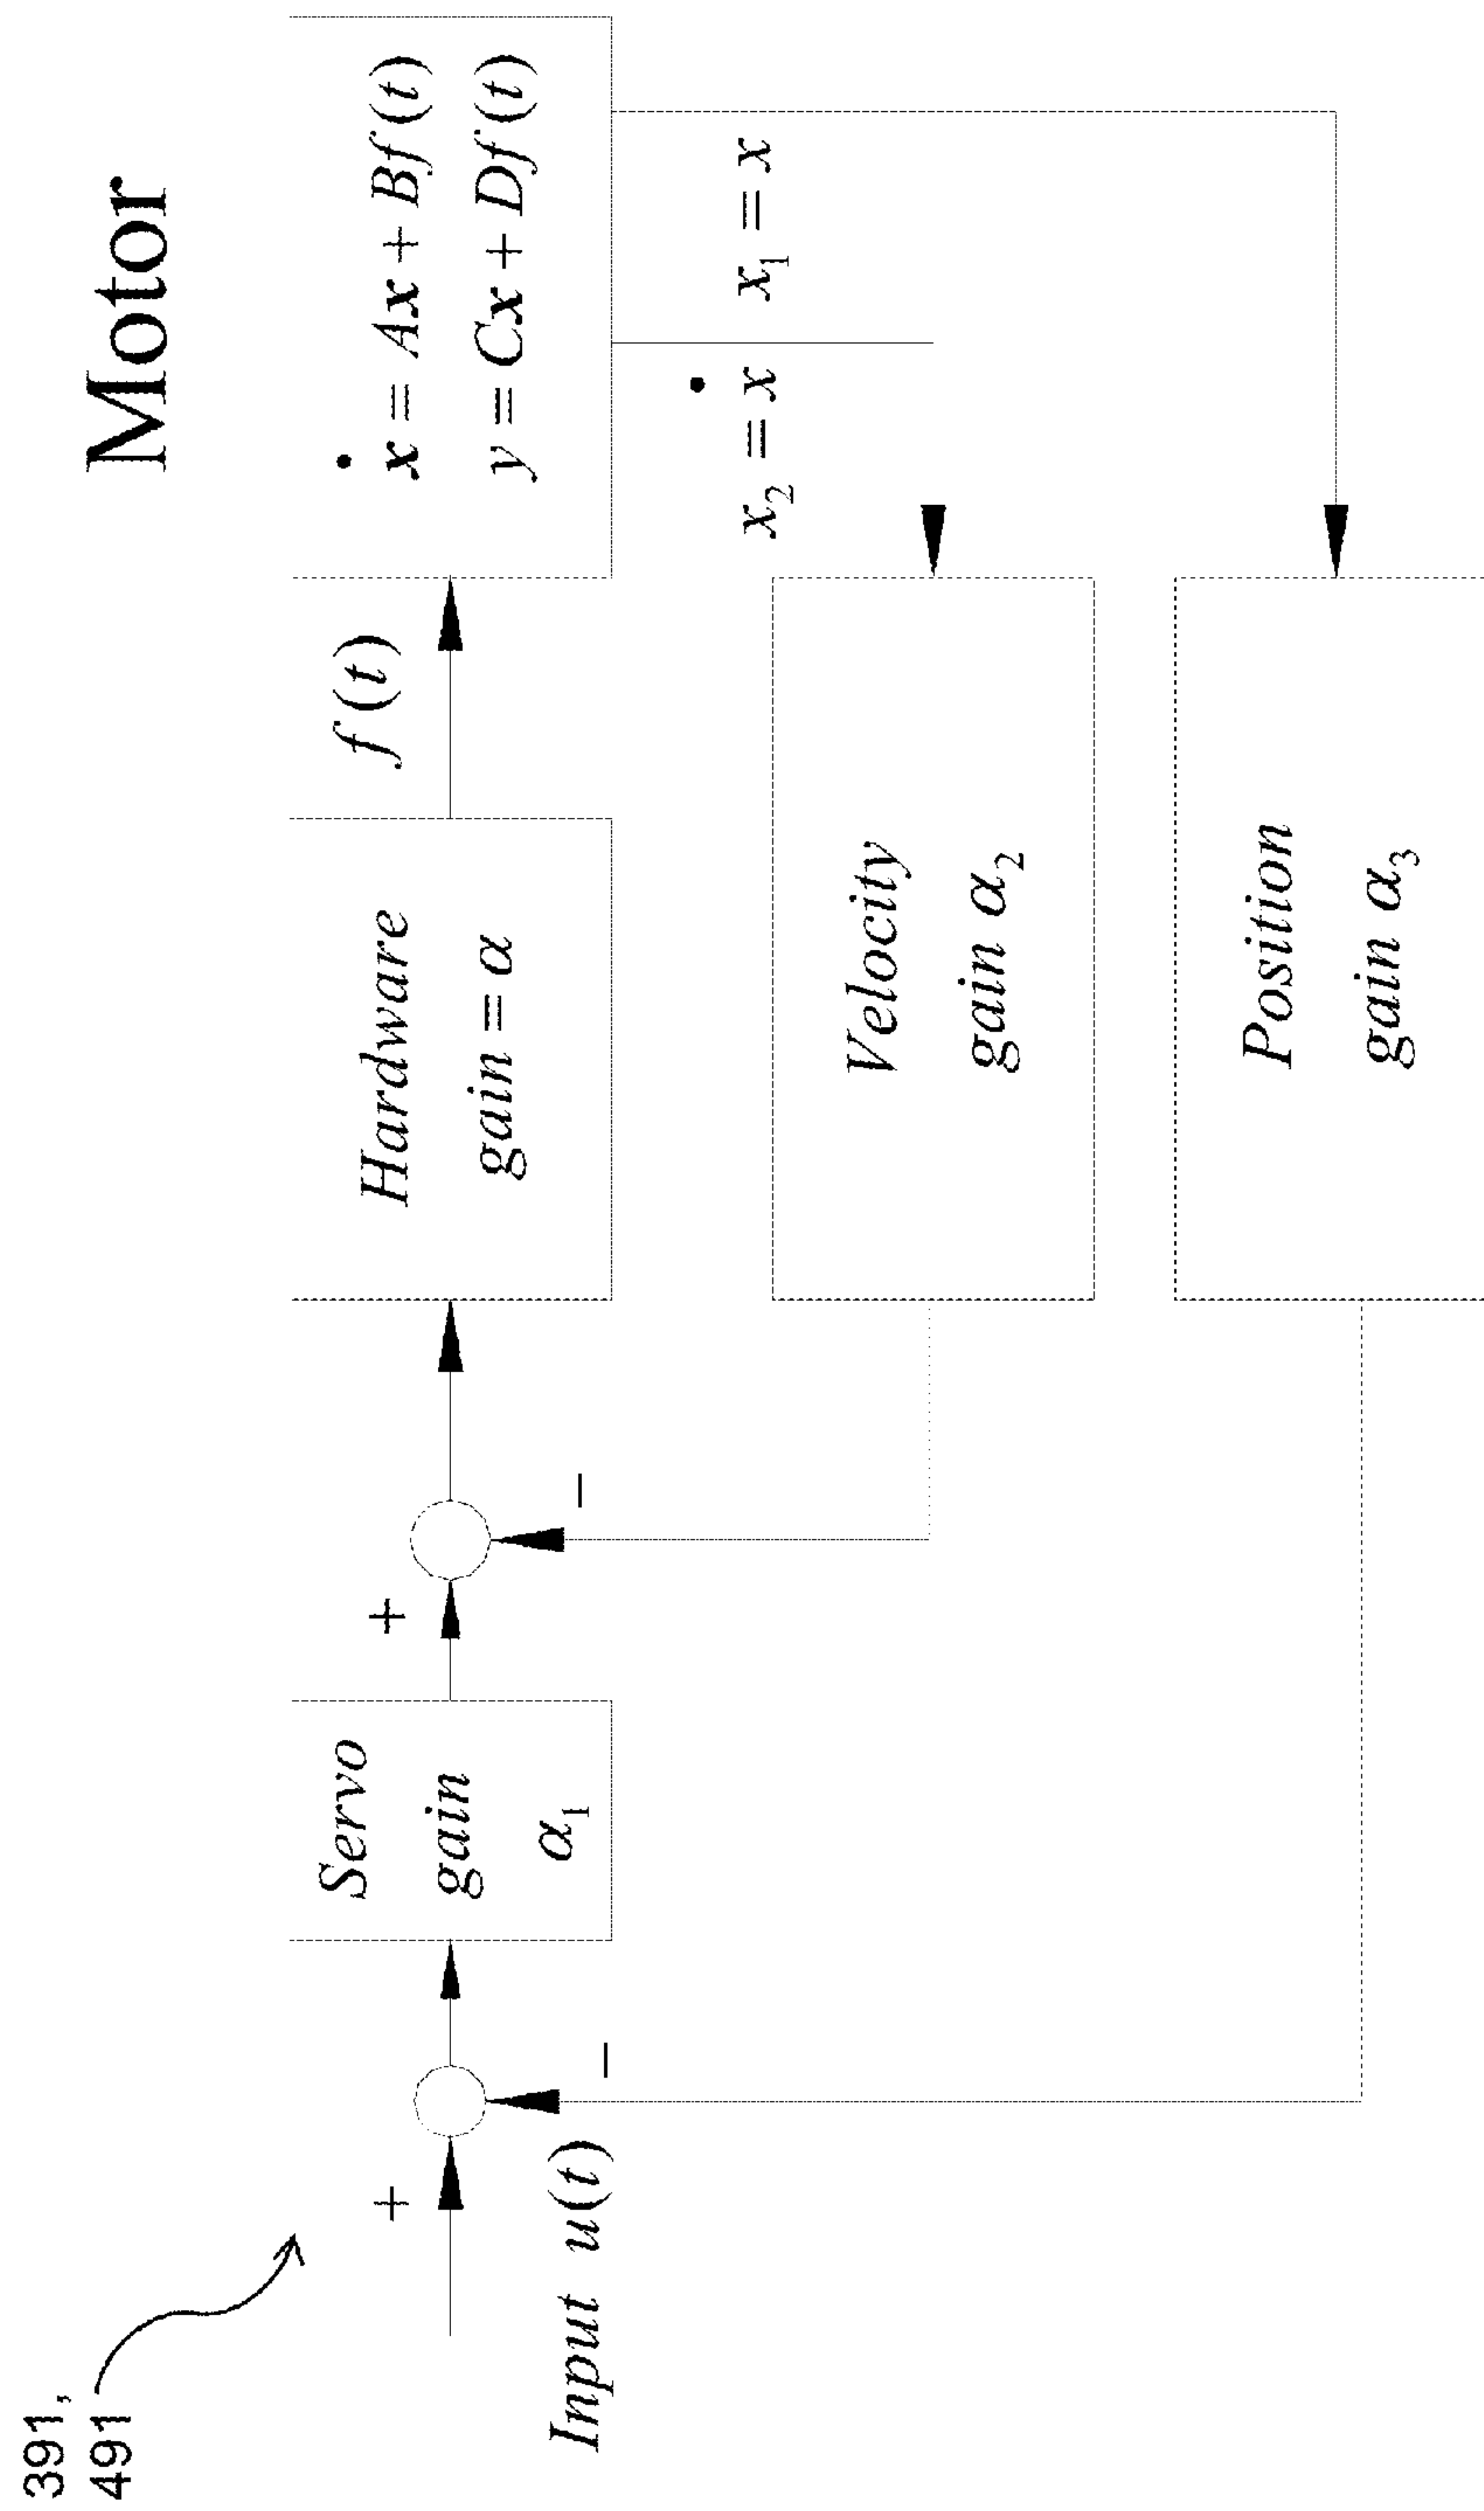 391,
491
Motor
Input u(t)
+
−
Servo
gain
α₁
+
−
Hardware
gain = α
f(t)
ẋ = Ax + Bf(t)
y = Cx + Df(t)
x₂ = ẋ
x₁ = x
Velocity
gain α₂
Position
gain α₃